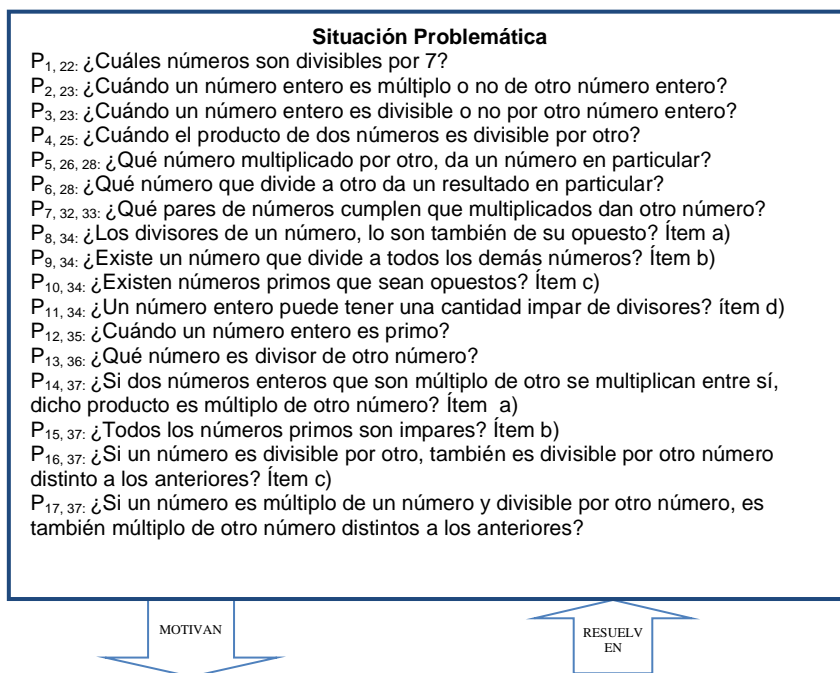 Situación Problemática
P1, 22: ¿Cuáles números son divisibles por 7?
P2, 23: ¿Cuándo un número entero es múltiplo o no de otro número entero?
P3, 23: ¿Cuándo un número entero es divisible o no por otro número entero?
P4, 25: ¿Cuándo el producto de dos números es divisible por otro?
P5, 26, 28: ¿Qué número multiplicado por otro, da un número en particular?
P6, 28: ¿Qué número que divide a otro da un resultado en particular?
P7, 32, 33: ¿Qué pares de números cumplen que multiplicados dan otro número?
P8, 34: ¿Los divisores de un número, lo son también de su opuesto? Ítem a)
P9, 34: ¿Existe un número que divide a todos los demás números? Ítem b)
P10, 34: ¿Existen números primos que sean opuestos? Ítem c)
P11, 34: ¿Un número entero puede tener una cantidad impar de divisores? ítem d)
P12, 35: ¿Cuándo un número entero es primo?
P13, 36: ¿Qué número es divisor de otro número?
P14, 37: ¿Si dos números enteros que son múltiplo de otro se multiplican entre sí,
dicho producto es múltiplo de otro número? Ítem a)
P15, 37: ¿Todos los números primos son impares? Ítem b)
P16, 37: ¿Si un número es divisible por otro, también es divisible por otro número
distinto a los anteriores? Ítem c)
P17, 37: ¿Si un número es múltiplo de un número y divisible por otro número, es
también múltiplo de otro número distintos a los anteriores?
MOTIVAN
RESUELV
EN